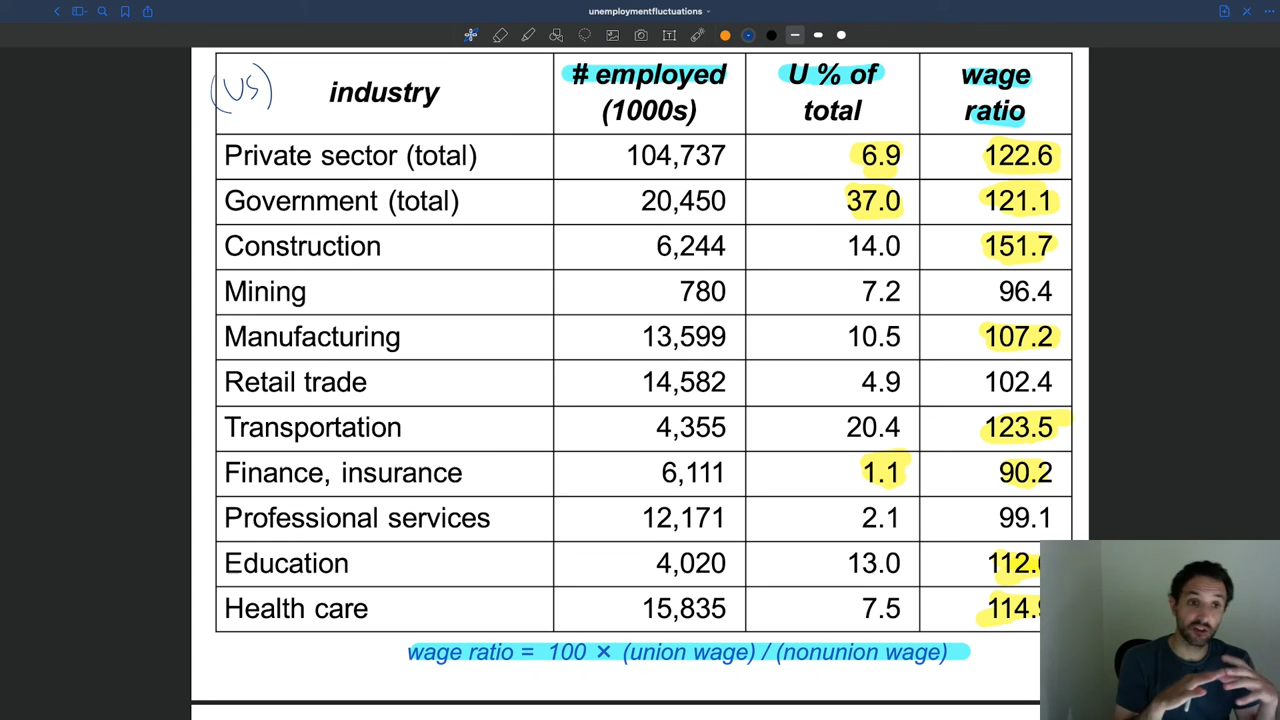 unemploymentfluctuations
(US)
industry
# employed
(1000s)
U % of
total
wage
ratio
Private sector (total) 104,737 6.9 122.6
Government (total) 20,450 37.0 121.1
Construction 6,244 14.0 151.7
Mining 780 7.2 96.4
Manufacturing 13,599 10.5 107.2
Retail trade 14,582 4.9 102.4
Transportation 4,355 20.4 123.5
Finance, insurance 6,111 1.1 90.2
Professional services 12,171 2.1 99.1
Education 4,020 13.0 112.
Health care 15,835 7.5 114.
wage ratio = 100 × (union wage) / (nonunion wage)